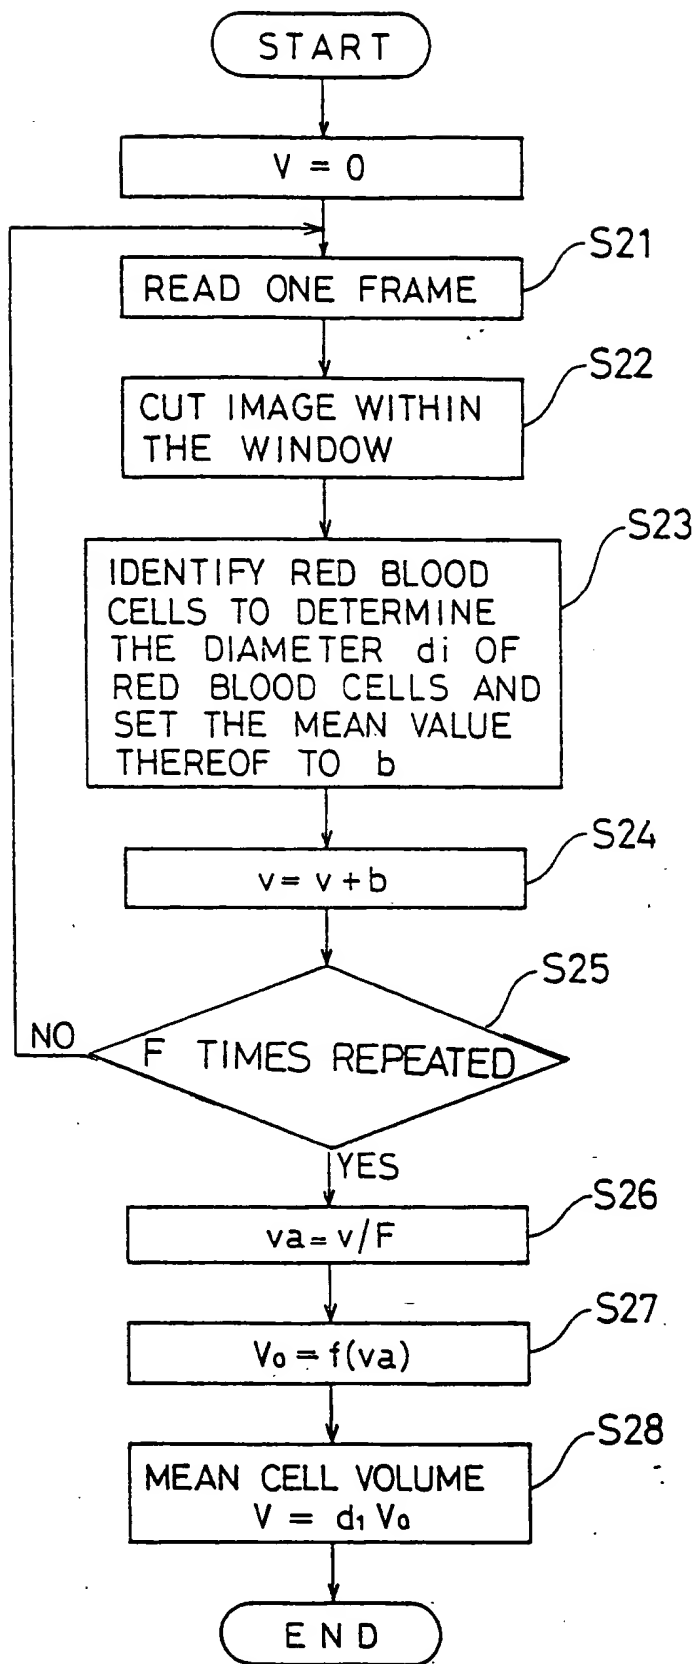 START
V = 0
S21
READ ONE FRAME
S22
CUT IMAGE WITHIN
THE WINDOW
S23
IDENTIFY RED BLOOD
CELLS TO DETERMINE
THE DIAMETER di OF
RED BLOOD CELLS AND
SET THE MEAN VALUE
THEREOF TO b
S24
v = v + b
S25
NO
F TIMES REPEATED
YES
S26
va = v/F
S27
V₀ = f(va)
S28
MEAN CELL VOLUME
V = d₁ V₀
END